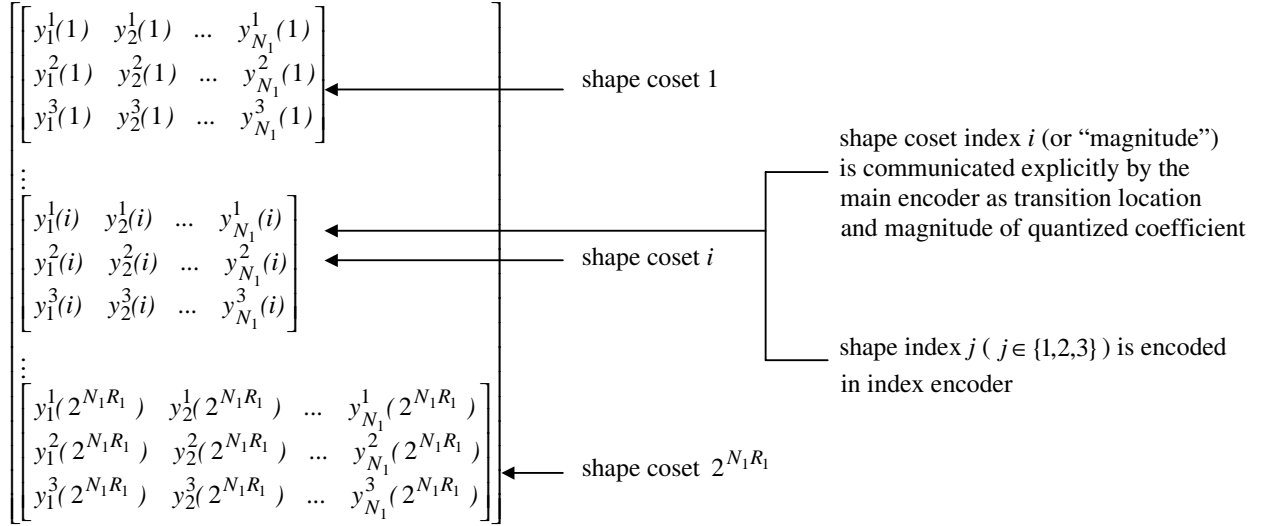 y_1^1(1) y_2^1(1) ... y_{N_1}^1(1)
y_1^2(1) y_2^2(1) ... y_{N_1}^2(1)
y_1^3(1) y_2^3(1) ... y_{N_1}^3(1)
shape coset 1
⋮
y_1^1(i) y_2^1(i) ... y_{N_1}^1(i)
y_1^2(i) y_2^2(i) ... y_{N_1}^2(i)
y_1^3(i) y_2^3(i) ... y_{N_1}^3(i)
shape coset i
⋮
y_1^1(2^{N_1R_1}) y_2^1(2^{N_1R_1}) ... y_{N_1}^1(2^{N_1R_1})
y_1^2(2^{N_1R_1}) y_2^2(2^{N_1R_1}) ... y_{N_1}^2(2^{N_1R_1})
y_1^3(2^{N_1R_1}) y_2^3(2^{N_1R_1}) ... y_{N_1}^3(2^{N_1R_1})
shape coset 2^{N_1R_1}
shape coset index i (or “magnitude”)
is communicated explicitly by the
main encoder as transition location
and magnitude of quantized coefficient
shape index j ( j ∈ {1,2,3} ) is encoded
in index encoder